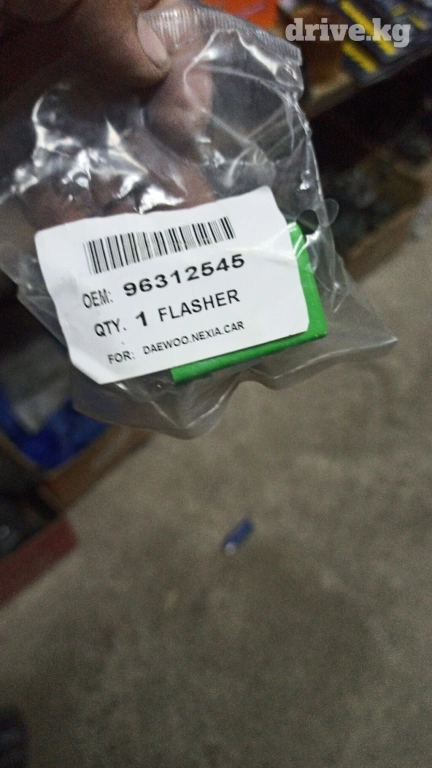 drive.kg
OEM: 96312545
QTY. 1 FLASHER
FOR: DAEWOO.NEXIA.CAR